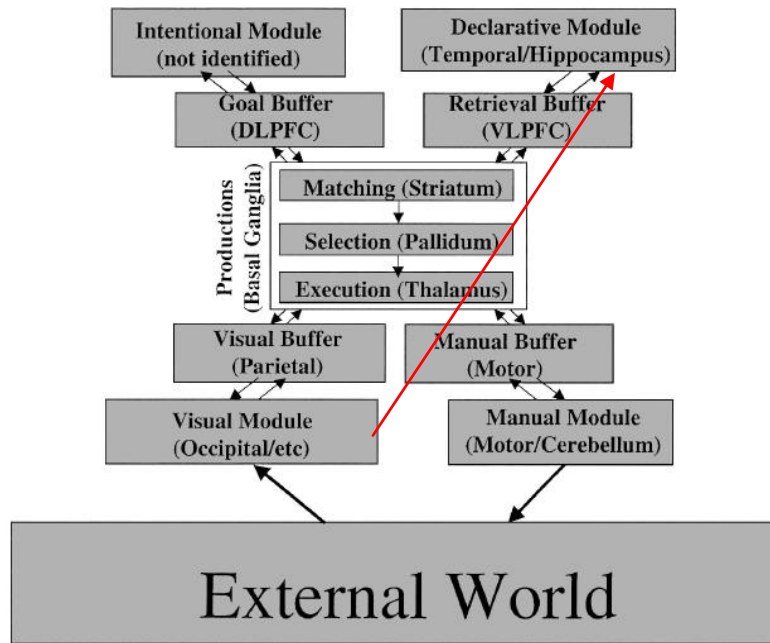 Intentional Module
(not identified)
Declarative Module
(Temporal/Hippocampus)
Goal Buffer
(DLPFC)
Retrieval Buffer
(VLPFC)
Productions
(Basal Ganglia)
Matching (Striatum)
Selection (Pallidum)
Execution (Thalamus)
Visual Buffer
(Parietal)
Manual Buffer
(Motor)
Visual Module
(Occipital/etc)
Manual Module
(Motor/Cerebellum)
External World